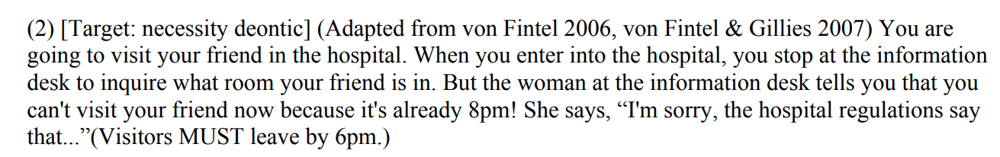 (2) [Target: necessity deontic] (Adapted from von Fintel 2006, von Fintel & Gillies 2007) You are
going to visit your friend in the hospital. When you enter into the hospital, you stop at the information
desk to inquire what room your friend is in. But the woman at the information desk tells you that you
can't visit your friend now because it's already 8pm! She says, “I'm sorry, the hospital regulations say
that...”(Visitors MUST leave by 6pm.)